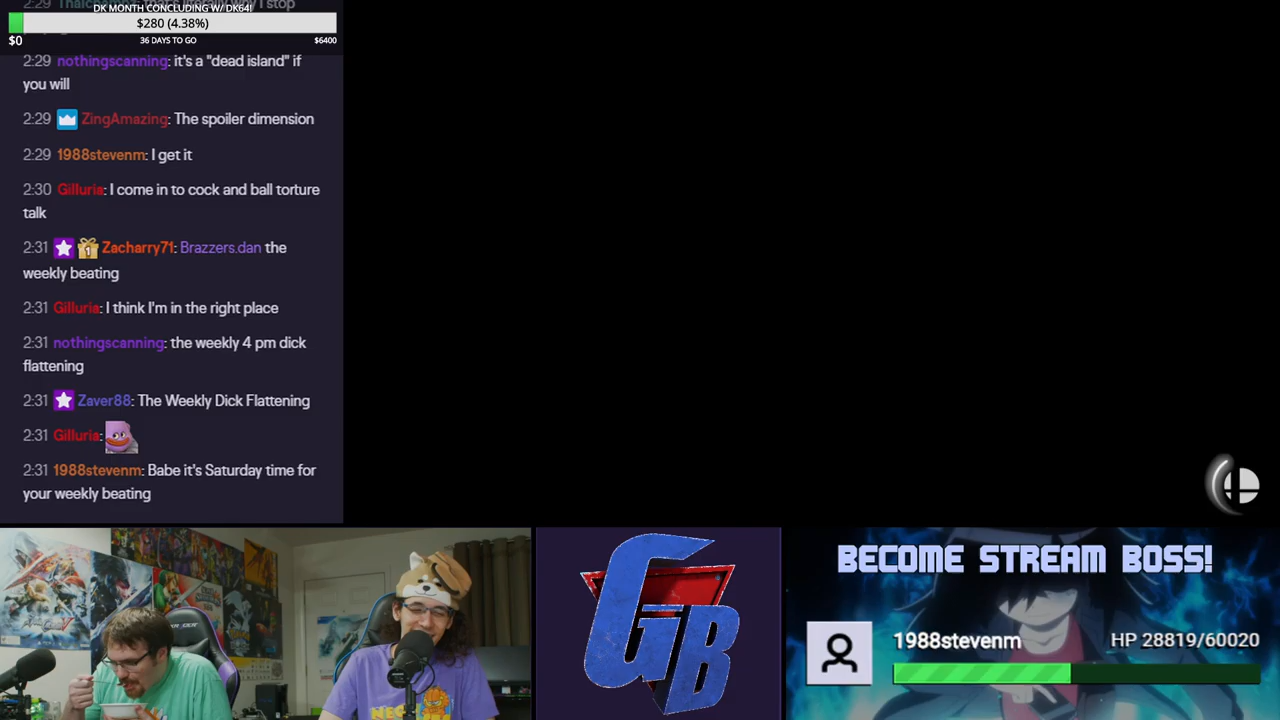 DK MONTH CONCLUDING W/ DK64!
$280 (4.38%)
$0 36 DAYS TO GO $6400
2:29 nothingscanning: it's a "dead island" if
you will
2:29 ZingAmazing: The spoiler dimension
2:29 1988stevenm: I get it
2:30 Gilluria: I come in to cock and ball torture
talk
2:31 Zacharry71: Brazzers.dan the
weekly beating
2:31 Gilluria: I think I'm in the right place
2:31 nothingscanning: the weekly 4 pm dick
flattening
2:31 Zaver88: The Weekly Dick Flattening
2:31 Gilluria:
2:31 1988stevenm: Babe it's Saturday time for
your weekly beating
GB
BECOME STREAM BOSS!
1988stevenm HP 28819/60020